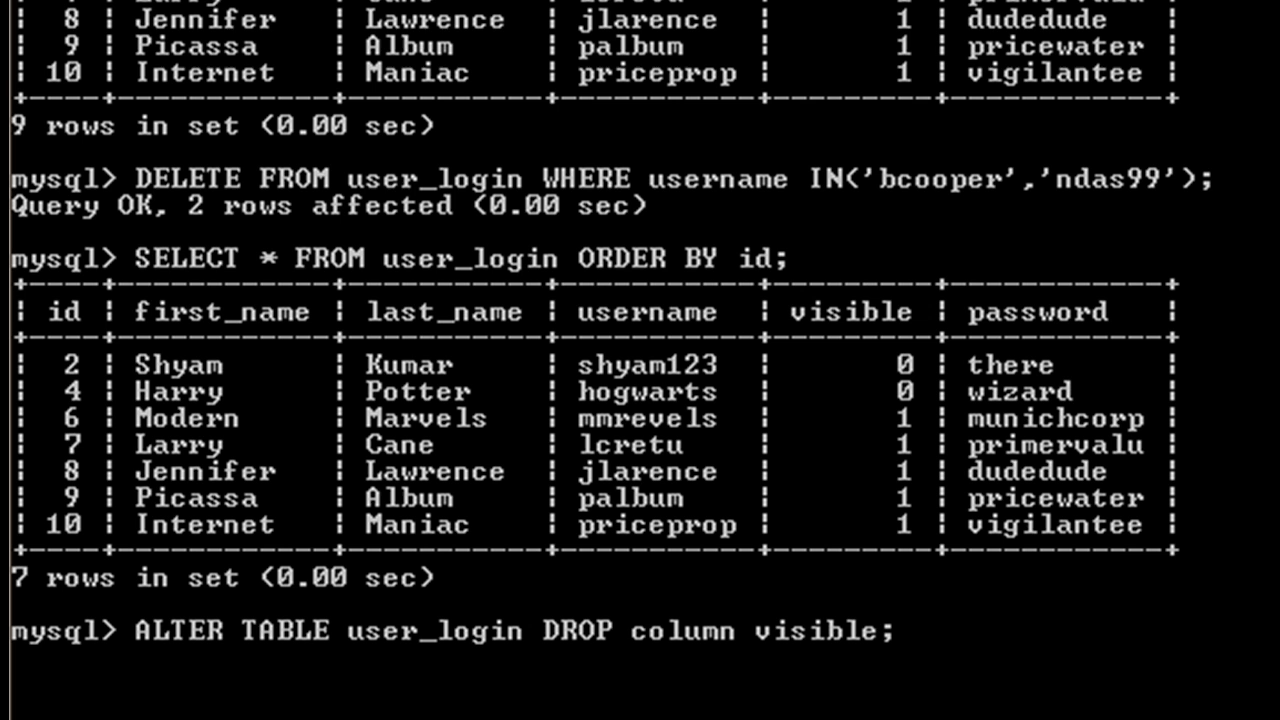 | 8 | Jennifer | Lawrence | jlarence | 1 | dudedude |
| 9 | Picassa | Album | palbum | 1 | pricewater |
| 10 | Internet | Maniac | priceprop | 1 | vigilantee |
+----+------------+-----------+-----------+---------+------------+
9 rows in set (0.00 sec)
mysql> DELETE FROM user_login WHERE username IN('bcooper','ndas99');
Query OK, 2 rows affected (0.00 sec)
mysql> SELECT * FROM user_login ORDER BY id;
+----+------------+-----------+-----------+---------+------------+
| id | first_name | last_name | username | visible | password |
+----+------------+-----------+-----------+---------+------------+
| 2 | Shyam | Kumar | shyam123 | 0 | there |
| 4 | Harry | Potter | hogwarts | 0 | wizard |
| 6 | Modern | Marvels | mmrevels | 1 | munichcorp |
| 7 | Larry | Cane | lcretu | 1 | primervalu |
| 8 | Jennifer | Lawrence | jlarence | 1 | dudedude |
| 9 | Picassa | Album | palbum | 1 | pricewater |
| 10 | Internet | Maniac | priceprop | 1 | vigilantee |
+----+------------+-----------+-----------+---------+------------+
7 rows in set (0.00 sec)
mysql> ALTER TABLE user_login DROP column visible;